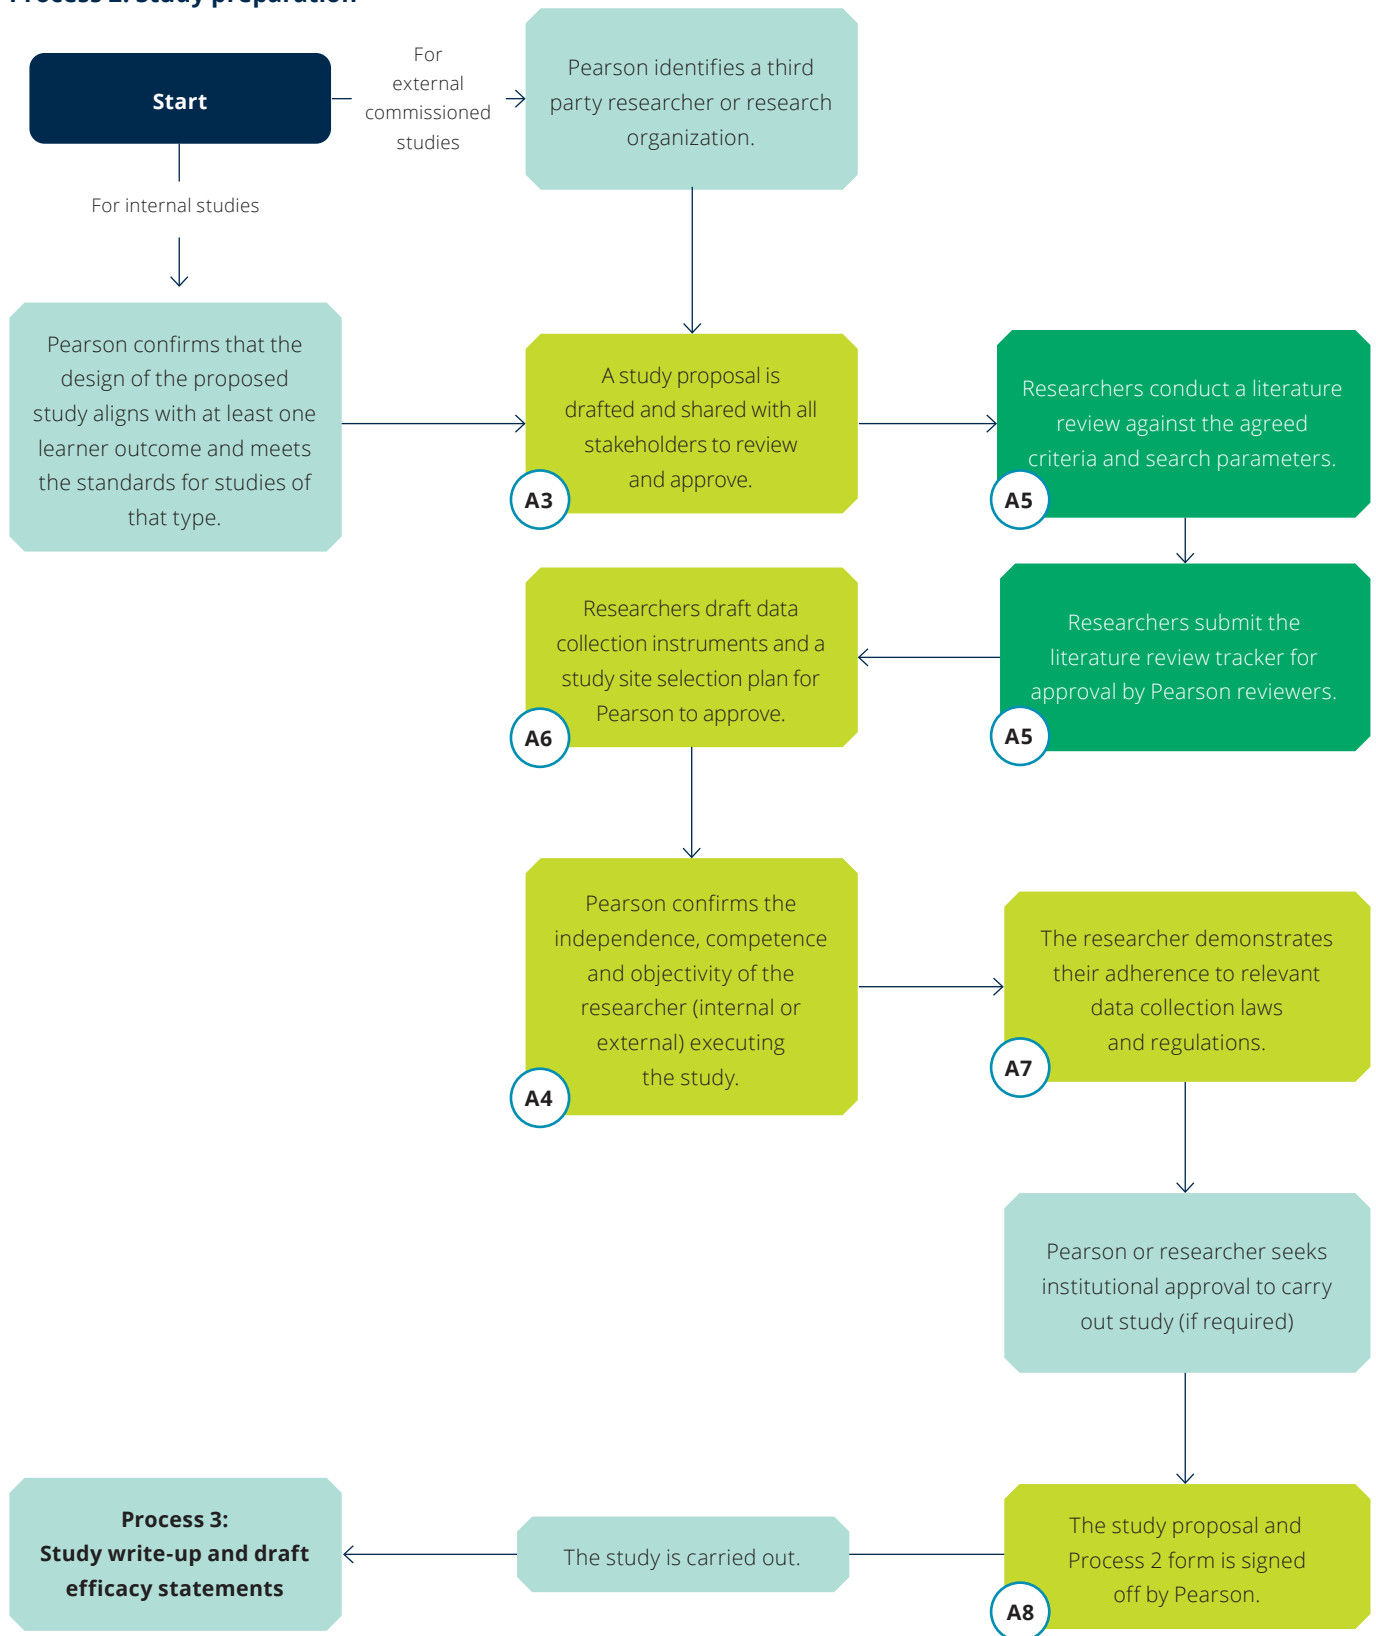 Process 2: Study preparation
Start
For
external
commissioned
studies
Pearson identifies a third
party researcher or research
organization.
For internal studies
Pearson confirms that the
design of the proposed
study aligns with at least one
learner outcome and meets
the standards for studies of
that type.
A study proposal is
drafted and shared with all
stakeholders to review
and approve.
A3
Researchers conduct a literature
review against the agreed
criteria and search parameters.
A5
Researchers submit the
literature review tracker for
approval by Pearson reviewers.
A5
Researchers draft data
collection instruments and a
study site selection plan for
Pearson to approve.
A6
Pearson confirms the
independence, competence
and objectivity of the
researcher (internal or
external) executing
the study.
A4
The researcher demonstrates
their adherence to relevant
data collection laws
and regulations.
A7
Pearson or researcher seeks
institutional approval to carry
out study (if required)
The study proposal and
Process 2 form is signed
off by Pearson.
A8
The study is carried out.
Process 3:
Study write-up and draft
efficacy statements